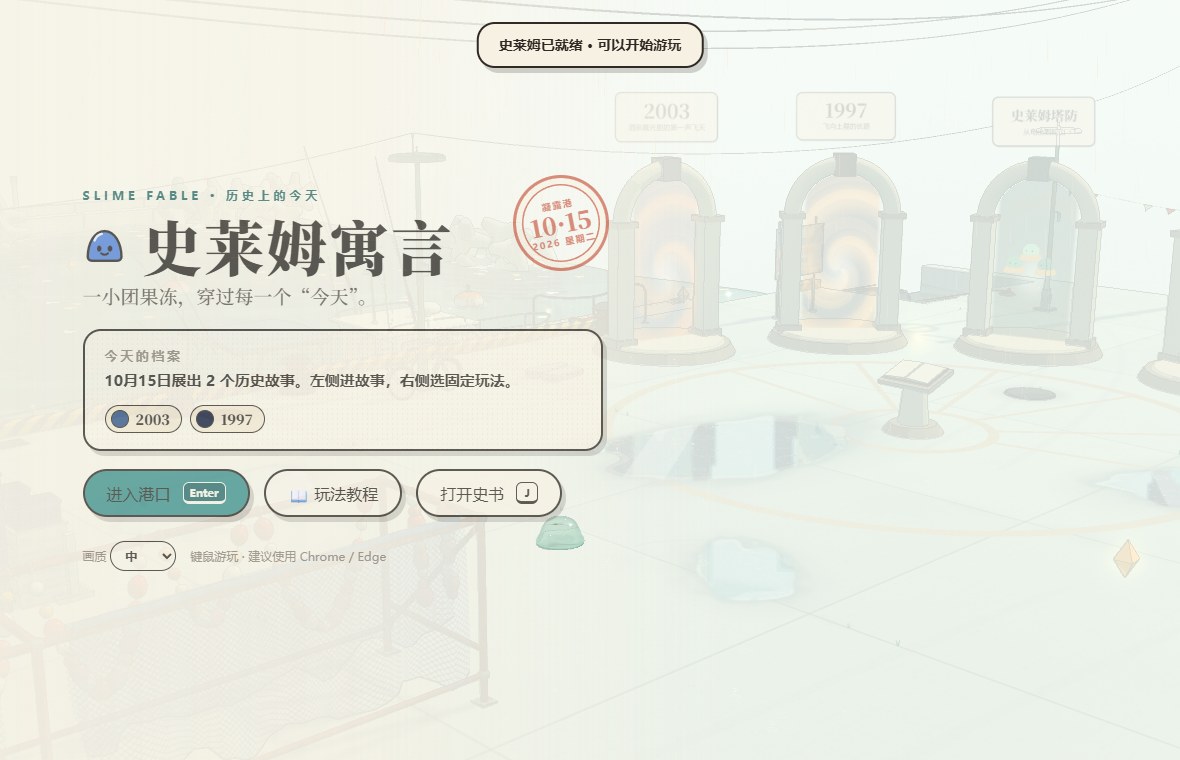 史莱姆已就绪 • 可以开始游玩
2003
1997
史莱姆塔防
SLIME FABLE • 历史上的今天
史莱姆寓言
一小团果冻，穿过每一个“今天”。
凝露港
10·15
2026 星期二
今天的档案
10月15日展出 2 个历史故事。左侧进故事，右侧选固定玩法。
2003
1997
进入港口 Enter
玩法教程
打开史书 J
画质 中
键鼠游玩 · 建议使用 Chrome / Edge